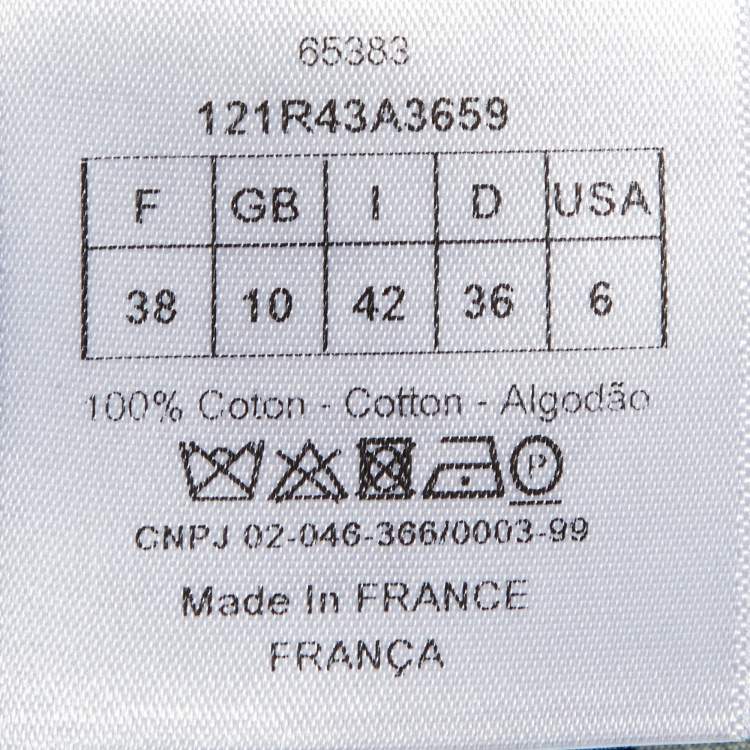 65383
121R43A3659
F GB I D USA
38 10 42 36 6
100% Coton - Cotton - Algodão
P
CNPJ 02-046-366/0003-99
Made In FRANCE
FRANÇA